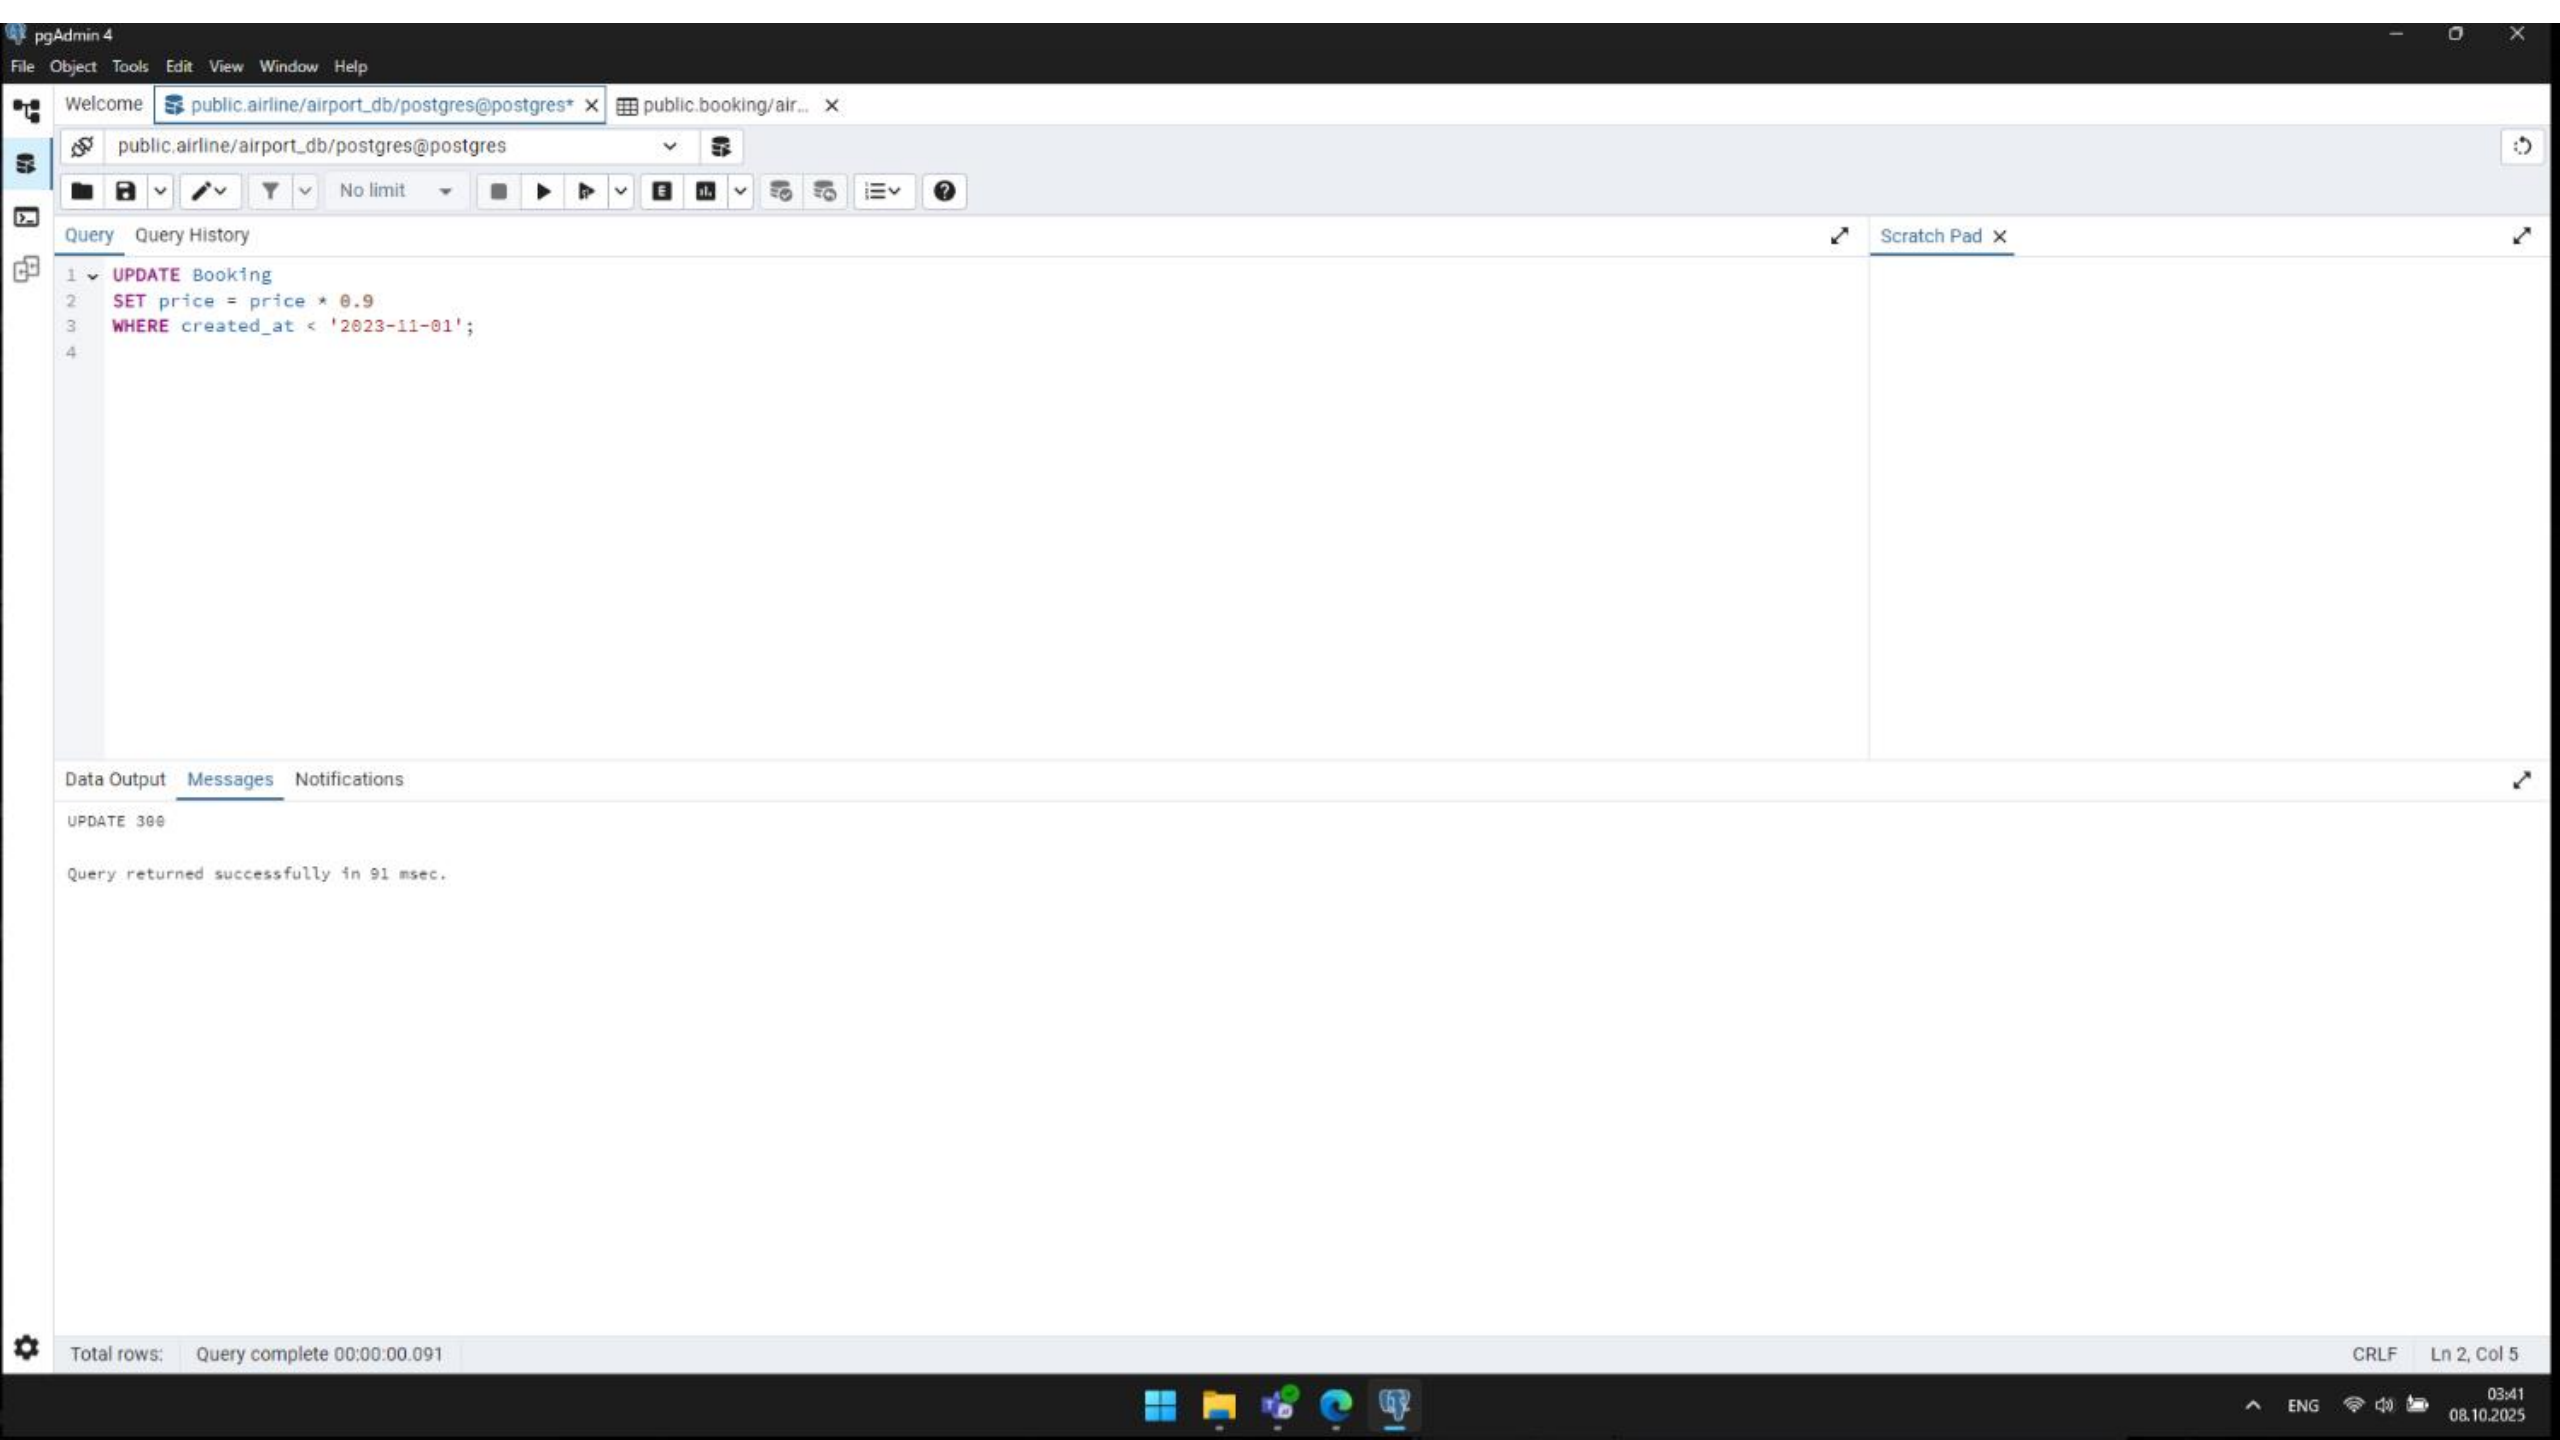 pgAdmin 4
File Object Tools Edit View Window Help
Welcome public.airline/airport_db/postgres@postgres* public.booking/air...
public.airline/airport_db/postgres@postgres
No limit
Query Query History Scratch Pad
1 UPDATE Booking
2 SET price = price * 0.9
3 WHERE created_at < '2023-11-01';
4
Data Output Messages Notifications
UPDATE 300
Query returned successfully in 91 msec.
Total rows: Query complete 00:00:00.091 CRLF Ln 2, Col 5
ENG 03:41
08.10.2025